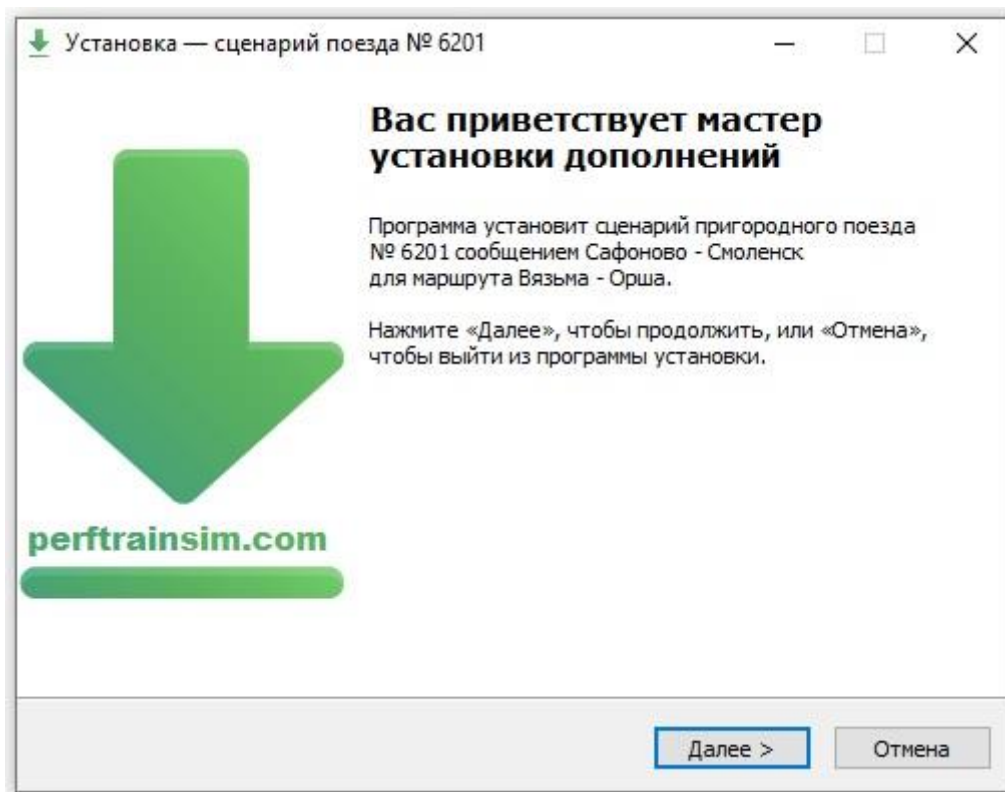 Установка — сценарий поезда № 6201
Вас приветствует мастер
установки дополнений
Программа установит сценарий пригородного поезда
№ 6201 сообщением Сафоново - Смоленск
для маршрута Вязьма - Орша.
Нажмите «Далее», чтобы продолжить, или «Отмена»,
чтобы выйти из программы установки.
perftrainsim.com
Далее >
Отмена